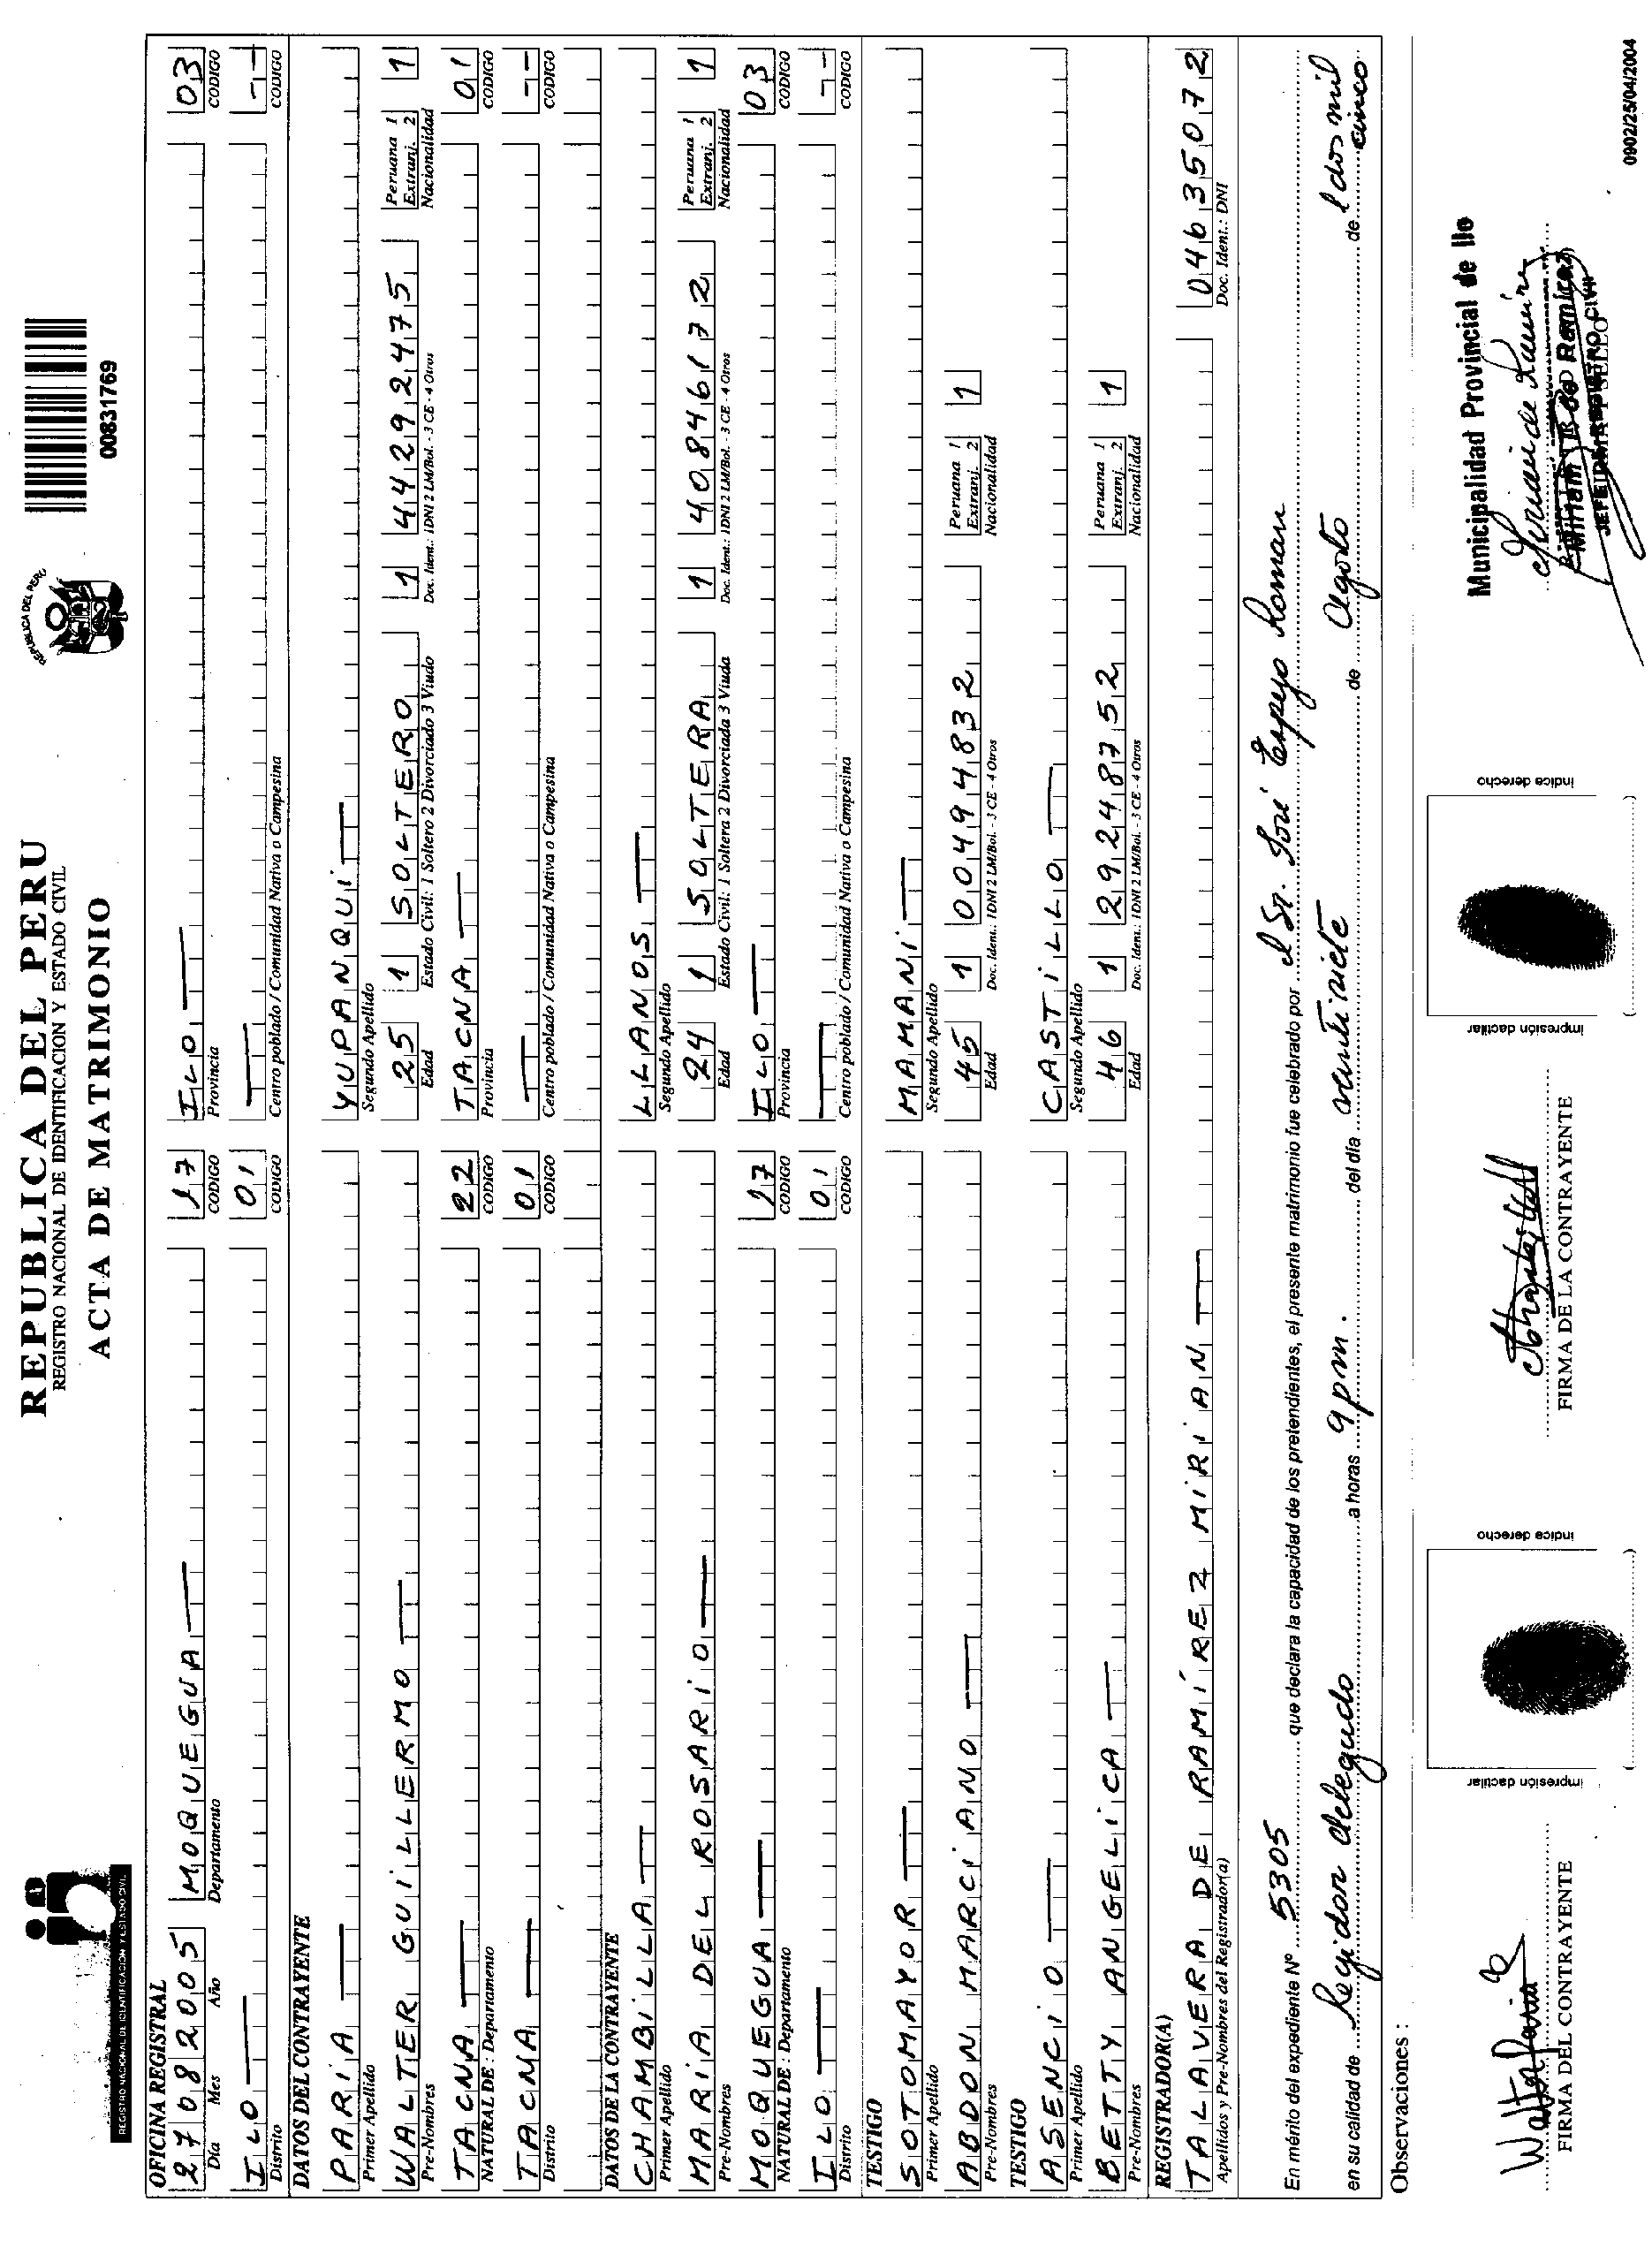 REPUBLICA DEL PERU
REGISTRO NACIONAL DE IDENTIFICACION Y ESTADO CIVIL
ACTA DE MATRIMONIO
REGISTRO NACIONAL DE IDENTIFICACION Y ESTADO CIVIL
REPUBLICA DEL PERU
00831769
OFICINA REGISTRAL
27 08 2005 MOQUEGUA 17 ILO 03
Día Mes Año Departamento CODIGO Provincia CODIGO
ILO 01 --
Distrito CODIGO Centro poblado / Comunidad Nativa o Campesina CODIGO
DATOS DEL CONTRAYENTE
PARIA YUPANQUI
Primer Apellido Segundo Apellido
WALTER GUILLERMO 25 1 SOLTERO 1 44292475 Peruana 1 Extranj. 2 1
Pre-Nombres Edad Estado Civil: 1 Soltero 2 Divorciado 3 Viudo Doc. Ident.: 1DNI 2 LM/Bol. - 3 CE - 4 Otros Nacionalidad
TACNA 22 TACNA 01
NATURAL DE : Departamento CODIGO Provincia CODIGO
TACNA 01 --
Distrito CODIGO Centro poblado / Comunidad Nativa o Campesina CODIGO
DATOS DE LA CONTRAYENTE
CHAMBILLA LLANOS
Primer Apellido Segundo Apellido
MARIA DEL ROSARIO 24 1 SOLTERA 1 40846172 Peruana 1 Extranj. 2 1
Pre-Nombres Edad Estado Civil: 1 Soltera 2 Divorciada 3 Viuda Doc. Ident.: 1DNI 2 LM/Bol. - 3 CE - 4 Otros Nacionalidad
MOQUEGUA 17 ILO 03
NATURAL DE : Departamento CODIGO Provincia CODIGO
ILO 01 --
Distrito CODIGO Centro poblado / Comunidad Nativa o Campesina CODIGO
TESTIGO
SOTOMAYOR MAMANI
Primer Apellido Segundo Apellido
ABDON MARCIANO 45 1 00494832 Peruana 1 Extranj. 2 1
Pre-Nombres Edad Doc. Ident.: 1DNI 2 LM/Bol. - 3 CE - 4 Otros Nacionalidad
TESTIGO
ASENCIO CASTILLO
Primer Apellido Segundo Apellido
BETTY ANGELICA 46 1 29248752 Peruana 1 Extranj. 2 1
Pre-Nombres Edad Doc. Ident.: 1DNI 2 LM/Bol. - 3 CE - 4 Otros Nacionalidad
REGISTRADOR(A)
TALAVERA DE RAMÍREZ MIRIAN 04635072
Apellidos y Pre-Nombres del Registrador(a) Doc. Ident.: DNI
En mérito del expediente Nº 5305 que declara la capacidad de los pretendientes, el presente matrimonio fue celebrado por el Sr. José Espejo Roman
en su calidad de Regidor delegado a horas 9 pm. del día veintisiete de Agosto de l dos mil cinco.
Observaciones :
Municipalidad Provincial de Ilo
impresión dactilar índice derecho
impresión dactilar índice derecho
FIRMA DEL CONTRAYENTE
FIRMA DE LA CONTRAYENTE
0902/25/04/2004